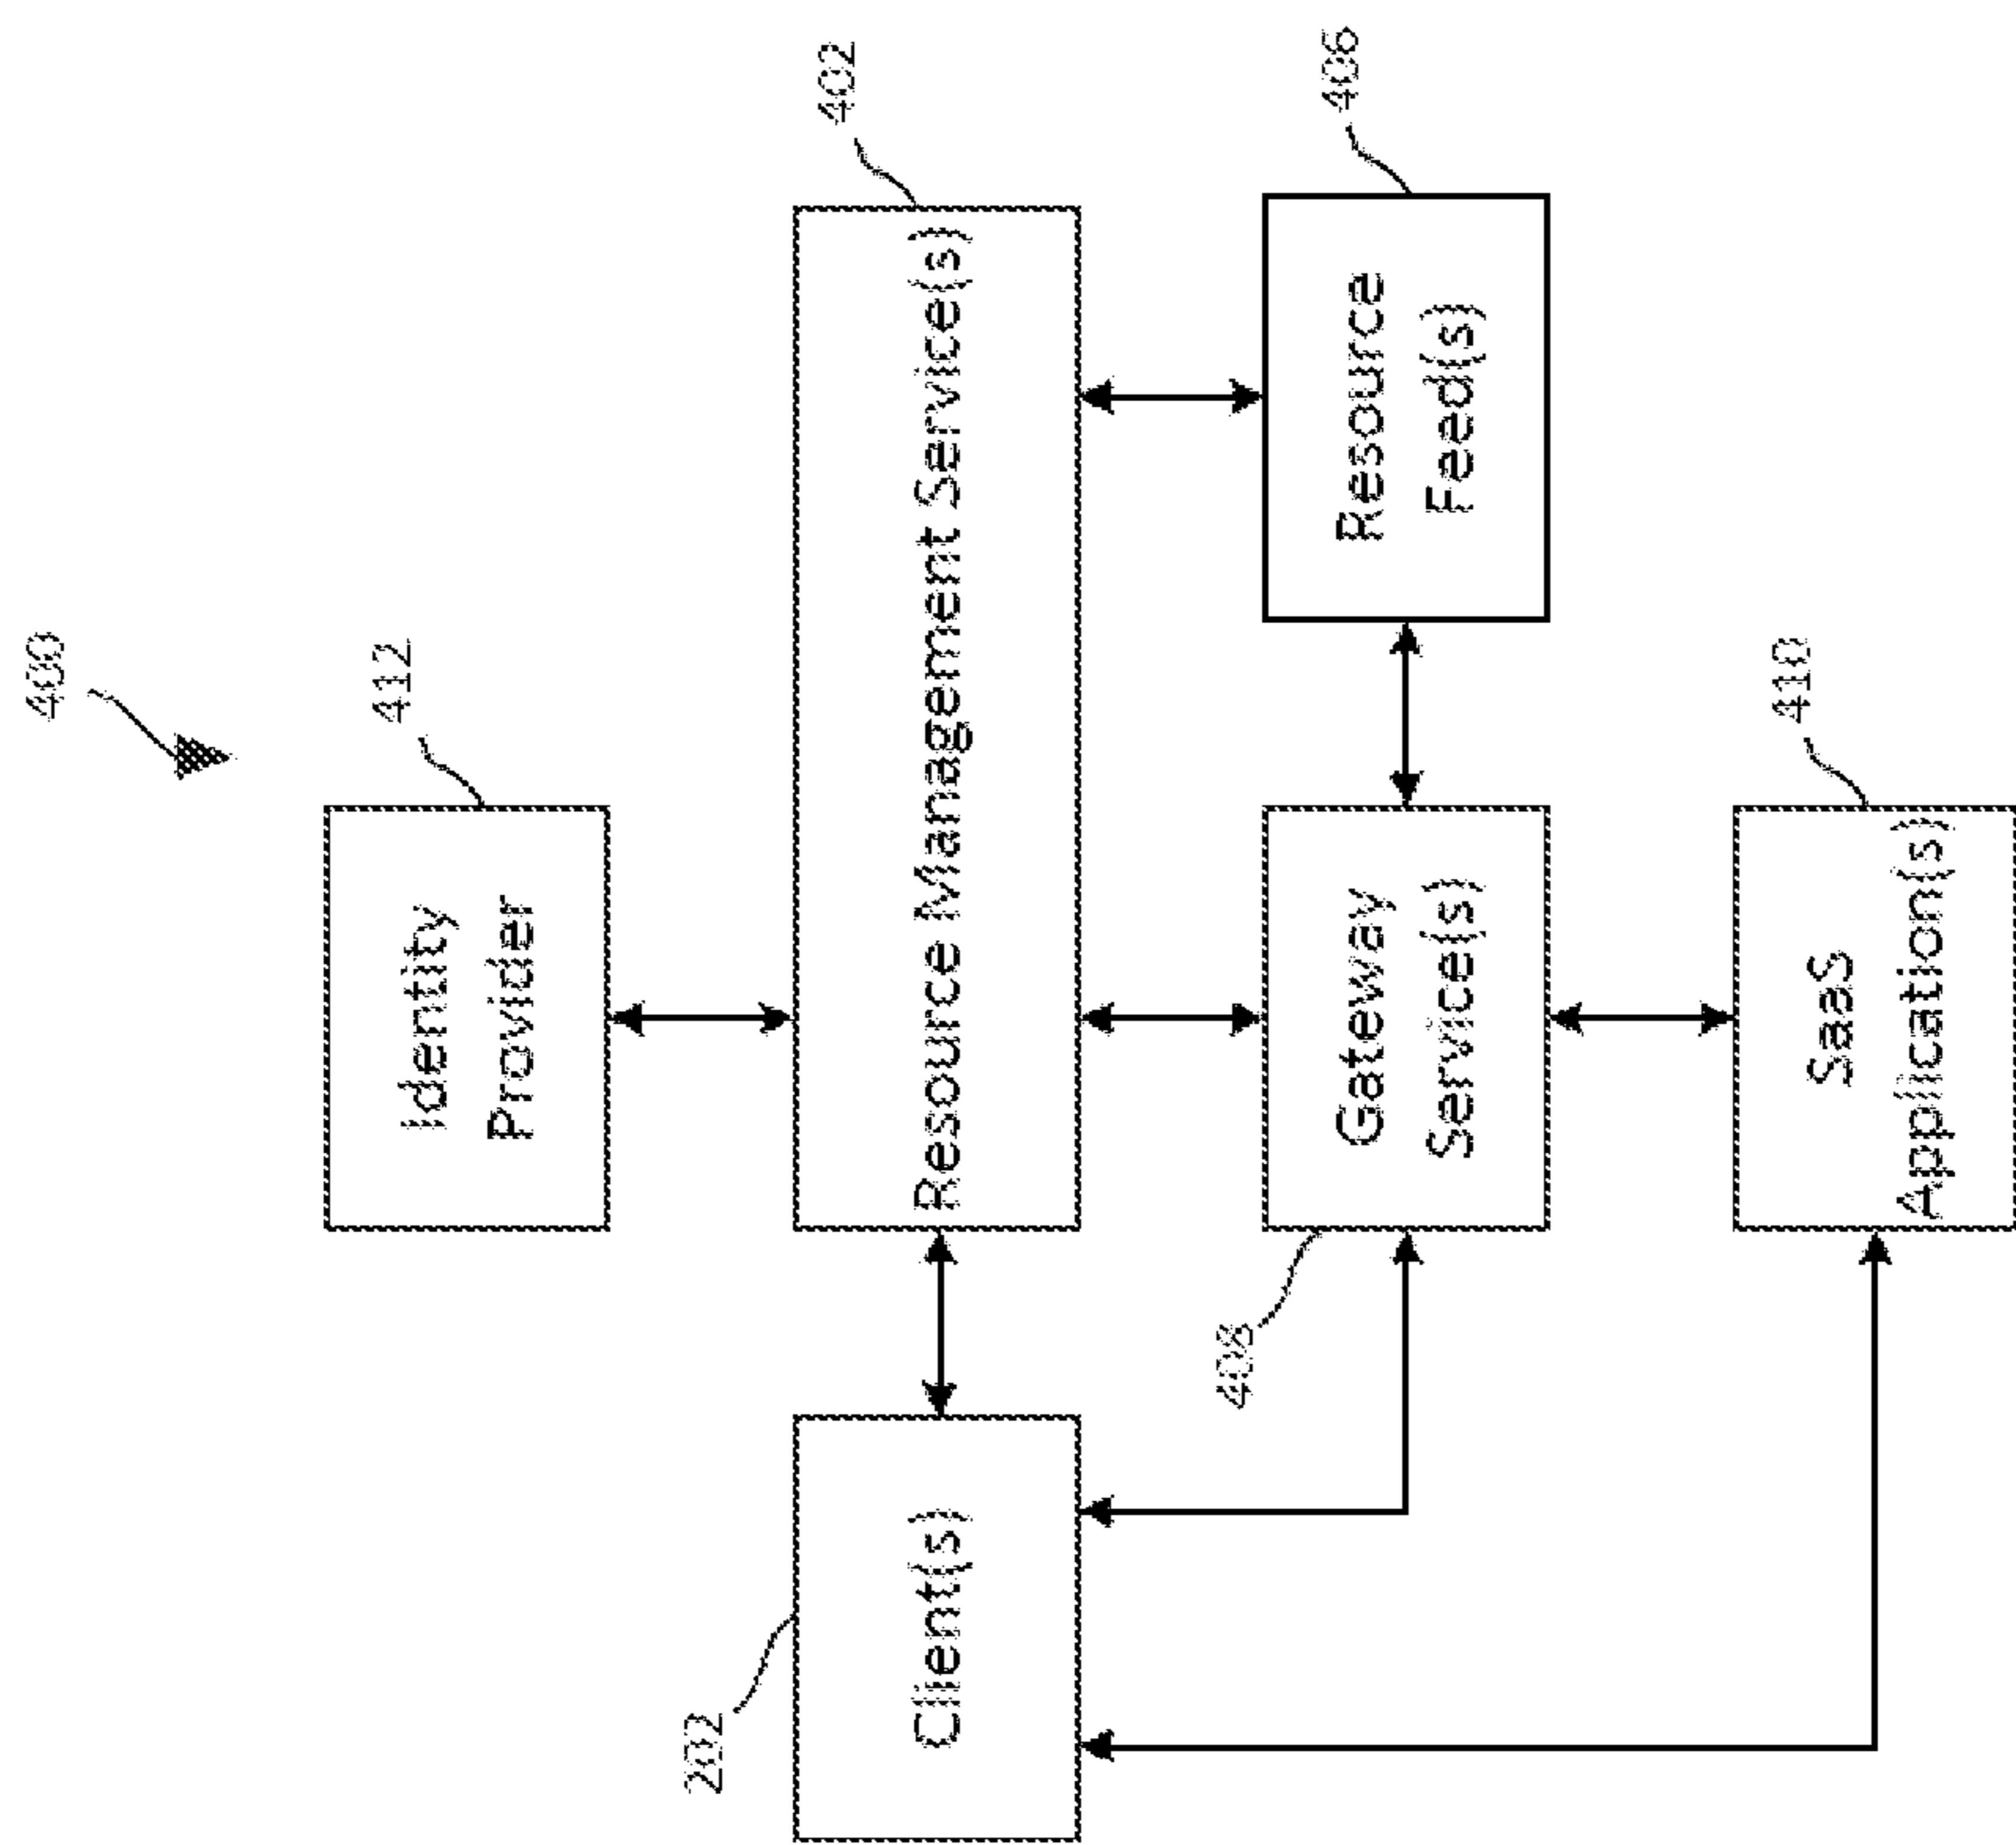 400
412
Identity
Provider
402
Resource Management Service(s)
202
Client(s)
406
Resource
Feed(s)
408
Gateway
Service(s)
410
SaaS
Application(s)